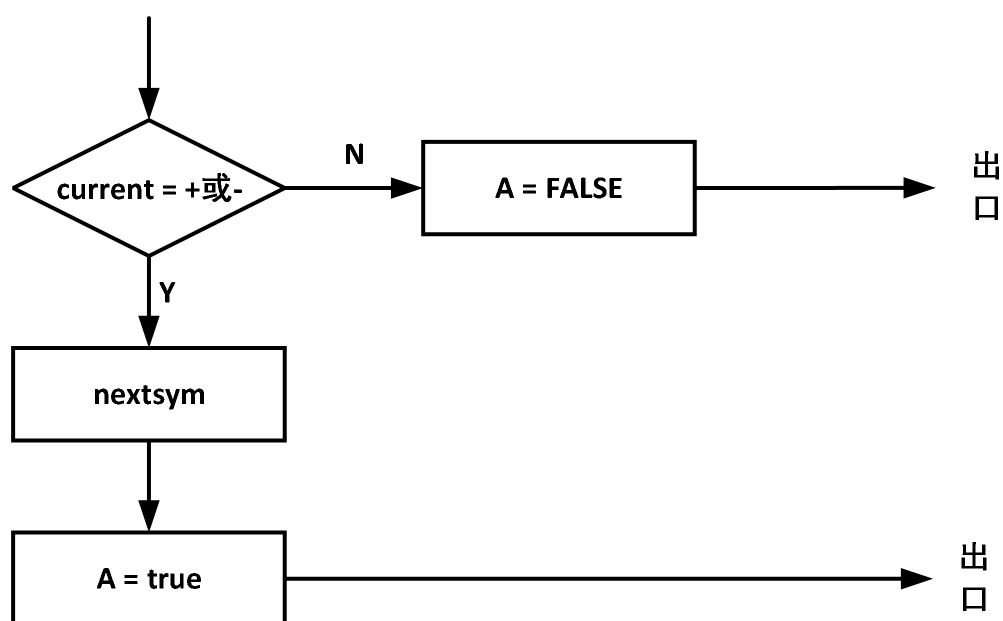 current = +或-
N
A = FALSE
出
口
Y
nextsym
A = true
出
口